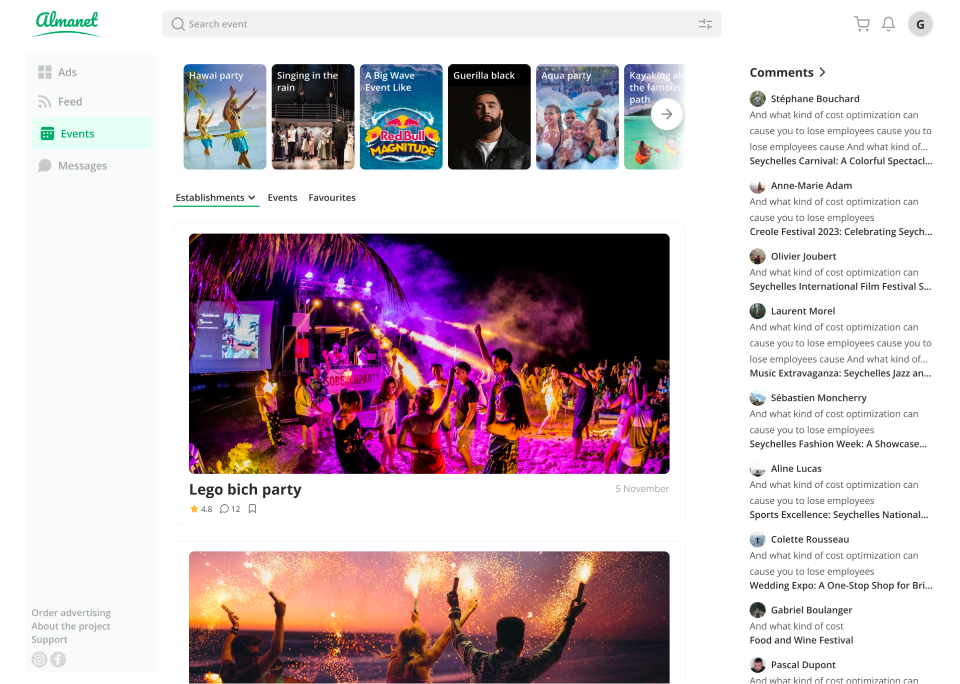 Almanet
Search event
G
Ads
Feed
Events
Messages
Order advertising
About the project
Support
Hawai party
Singing in the
rain
A Big Wave
Event Like
Red Bull
MAGNITUDE
Guerilla black
Aqua party
the famous
path
Establishments
Events
Favourites
Lego bich party
5 November
4.8
12
Comments
Stéphane Bouchard
And what kind of cost optimization can
cause you to lose employees cause you to
lose employees cause And what kind of...
Seychelles Carnival: A Colorful Spectacl...
Anne-Marie Adam
And what kind of cost optimization can
cause you to lose employees
Creole Festival 2023: Celebrating Seych...
Olivier Joubert
And what kind of cost optimization can
Seychelles International Film Festival S...
Laurent Morel
And what kind of cost optimization can
cause you to lose employees cause you to
lose employees cause And what kind of...
Music Extravaganza: Seychelles Jazz an...
Sébastien Moncherry
And what kind of cost optimization can
cause you to lose employees
Seychelles Fashion Week: A Showcase...
Aline Lucas
And what kind of cost optimization can
cause you to lose employees
Sports Excellence: Seychelles National...
Colette Rousseau
And what kind of cost optimization can
cause you to lose employees
Wedding Expo: A One-Stop Shop for Bri...
Gabriel Boulanger
And what kind of cost
Food and Wine Festival
Pascal Dupont
And what kind of cost optimization can